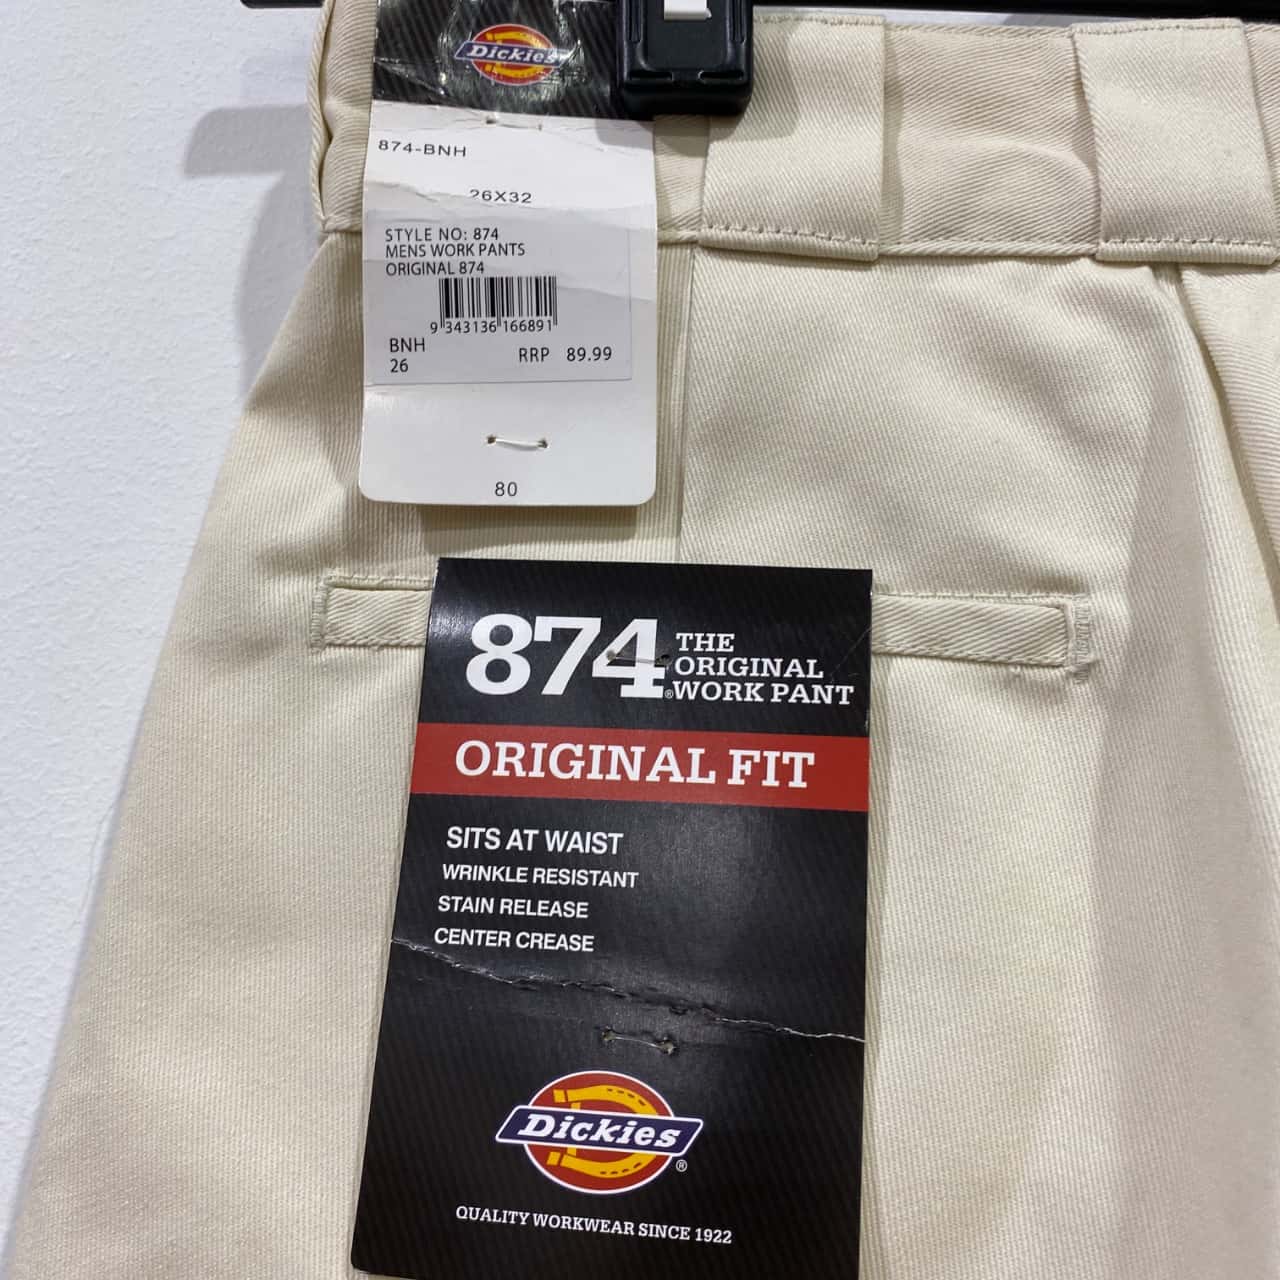 Dickies
874-BNH
26X32
STYLE NO: 874
MENS WORK PANTS
ORIGINAL 874
9 343136 166891
BNH
26
RRP 89.99
80
874® THE ORIGINAL WORK PANT
ORIGINAL FIT
SITS AT WAIST
WRINKLE RESISTANT
STAIN RELEASE
CENTER CREASE
Dickies®
QUALITY WORKWEAR SINCE 1922